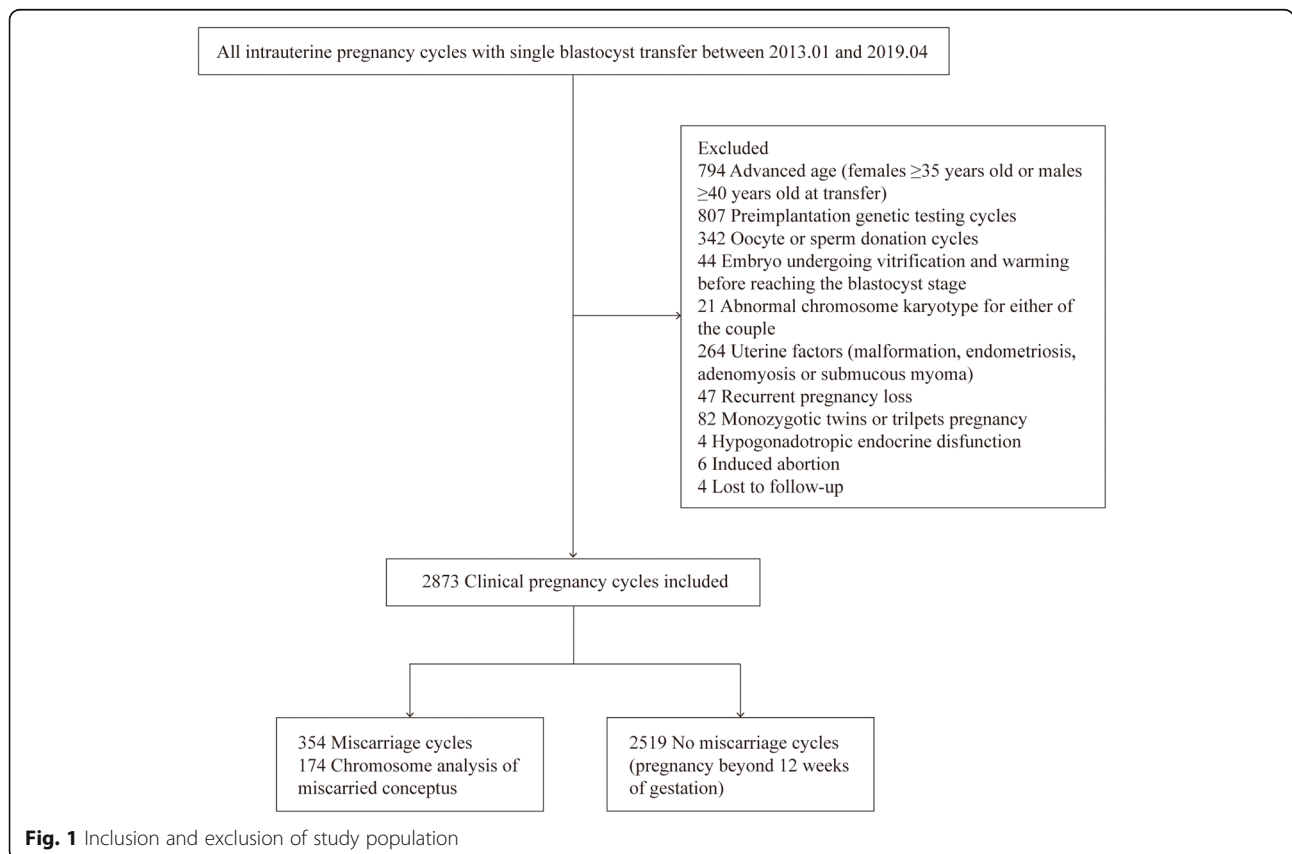 All intrauterine pregnancy cycles with single blastocyst transfer between 2013.01 and 2019.04
Excluded
794 Advanced age (females ≥35 years old or males
≥40 years old at transfer)
807 Preimplantation genetic testing cycles
342 Oocyte or sperm donation cycles
44 Embryo undergoing vitrification and warming
before reaching the blastocyst stage
21 Abnormal chromosome karyotype for either of
the couple
264 Uterine factors (malformation, endometriosis,
adenomyosis or submucous myoma)
47 Recurrent pregnancy loss
82 Monozygotic twins or trilpets pregnancy
4 Hypogonadotropic endocrine disfunction
6 Induced abortion
4 Lost to follow-up
2873 Clinical pregnancy cycles included
354 Miscarriage cycles
174 Chromosome analysis of
miscarried conceptus
2519 No miscarriage cycles
(pregnancy beyond 12 weeks
of gestation)
Fig. 1 Inclusion and exclusion of study population